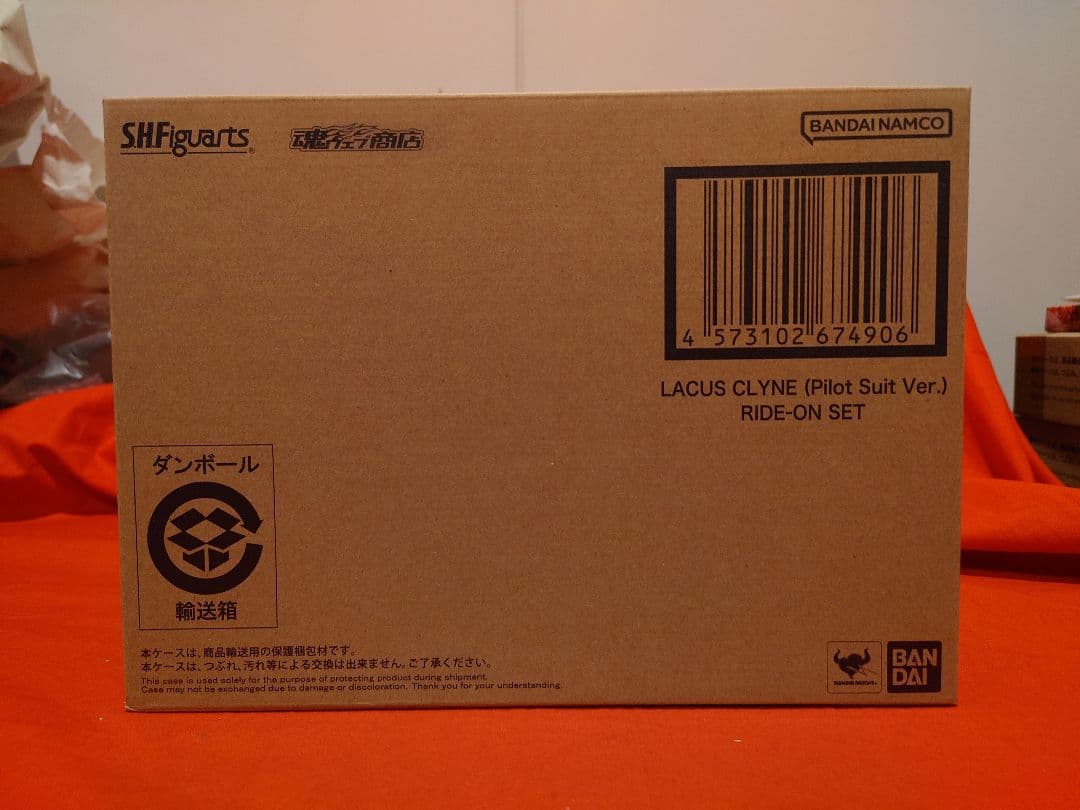 S.H.Figuarts®
魂ウェブ商店
BANDAI NAMCO
4 573102 674906
LACUS CLYNE (Pilot Suit Ver.)
RIDE-ON SET
ダンボール
輸送箱
本ケースは、商品輸送用の保護梱包材です。
本ケースは、つぶれ、汚れ等による交換は出来ません。ご了承ください。
This case is used solely for the purpose of protecting product during shipment.
Case may not be exchanged due to damage or discoloration. Thank you for your understanding.
TAMASHII NATIONS
BAN
DAI